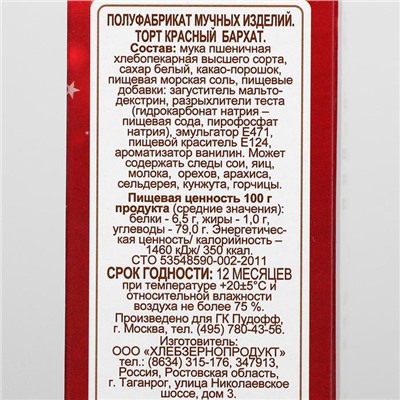 ПОЛУФАБРИКАТ МУЧНЫХ ИЗДЕЛИЙ.
ТОРТ КРАСНЫЙ БАРХАТ.
Состав: мука пшеничная
хлебопекарная высшего сорта,
сахар белый, какао-порошок,
пищевая морская соль, пищевые
добавки: загуститель мальто-
декстрин, разрыхлители теста
(гидрокарбонат натрия –
пищевая сода, пирофосфат
натрия), эмульгатор Е471,
пищевой краситель Е124,
ароматизатор ванилин. Может
содержать следы сои, яиц,
молока, орехов, арахиса,
сельдерея, кунжута, горчицы.
Пищевая ценность 100 г
продукта (средние значения):
белки - 6,5 г, жиры - 1,0 г,
углеводы - 79,0 г. Энергетичес-
кая ценность/ калорийность –
1460 кДж/ 350 ккал.
СТО 53548590-002-2011
СРОК ГОДНОСТИ: 12 МЕСЯЦЕВ
при температуре +20±5°С и
относительной влажности
воздуха не более 75 %.
Произведено для ГК Пудофф,
г. Москва, тел. (495) 780-43-56.
Изготовитель:
ООО «ХЛЕБЗЕРНОПРОДУКТ»
тел. (8634) 315-176, 347913,
Россия, Ростовская область,
г. Таганрог, улица Николаевское
шоссе, дом 3.